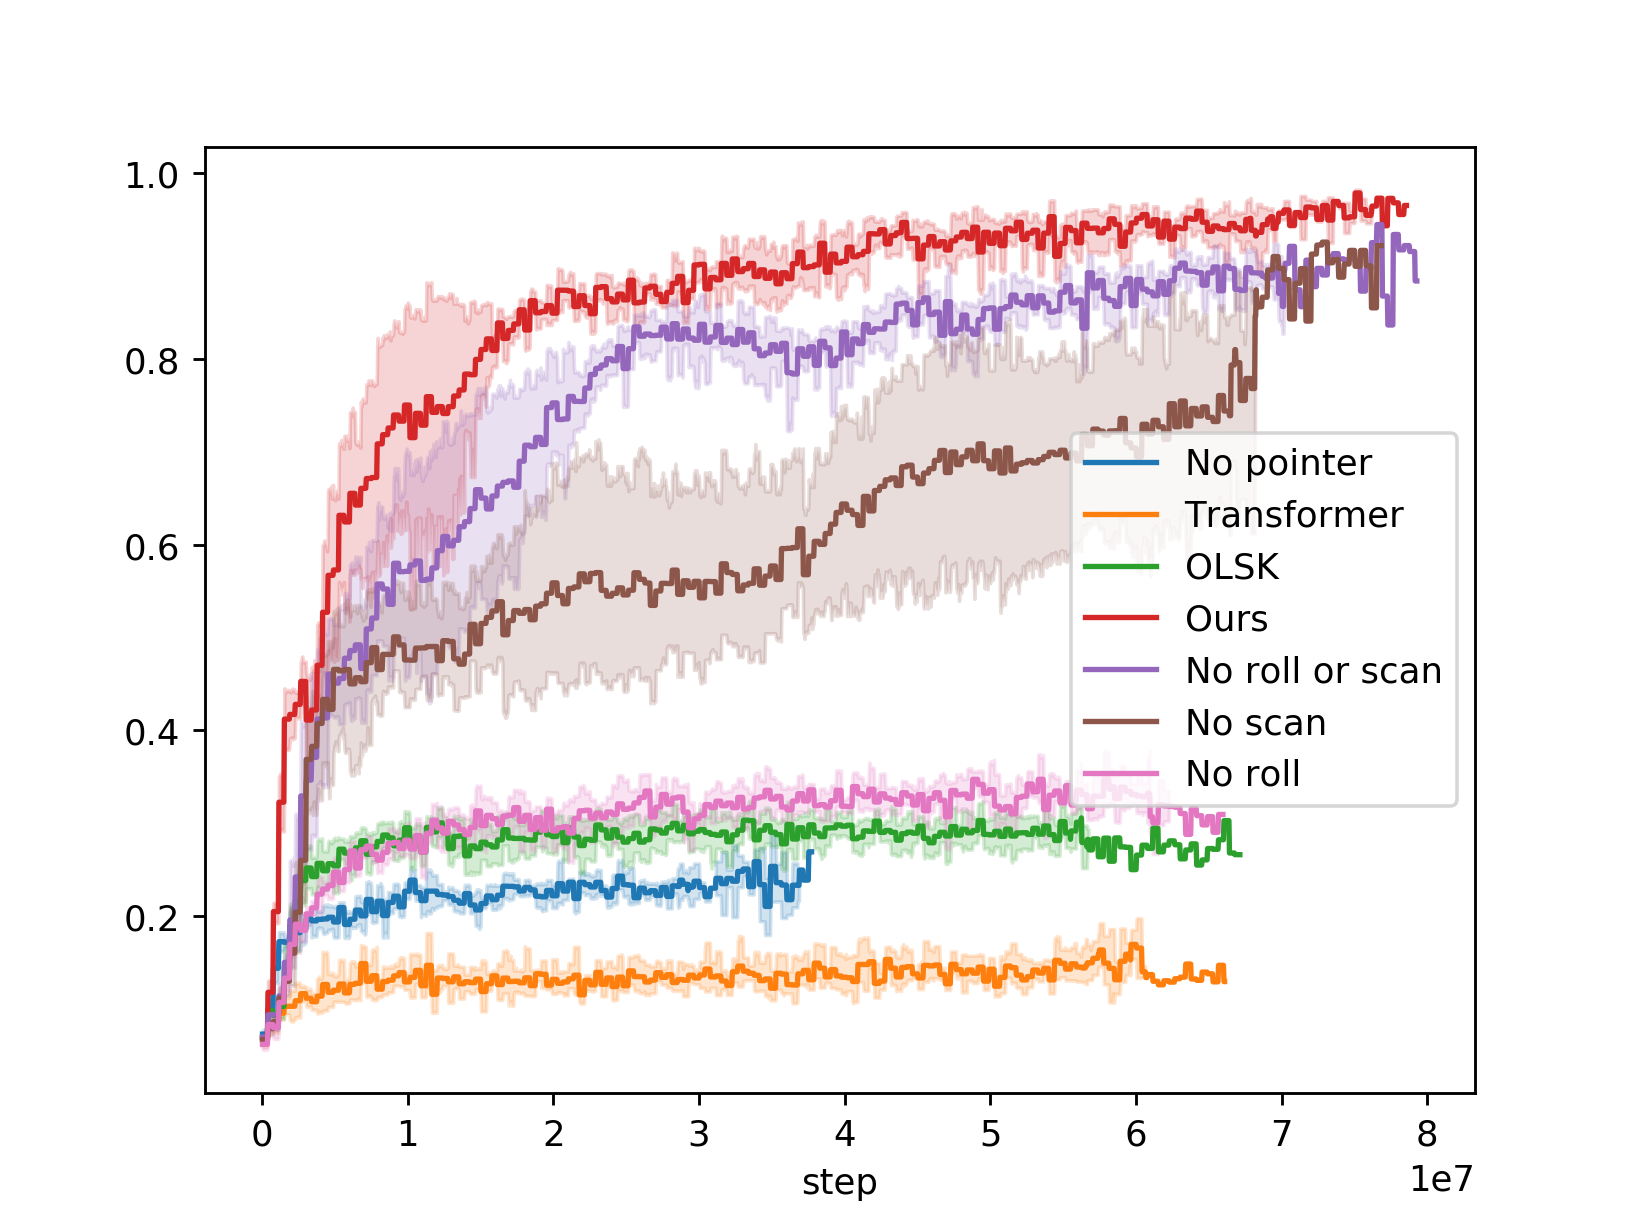 1.0
0.8
0.6
0.4
0.2
0 1 2 3 4 5 6 7 8
1e7
step
No pointer
Transformer
OLSK
Ours
No roll or scan
No scan
No roll